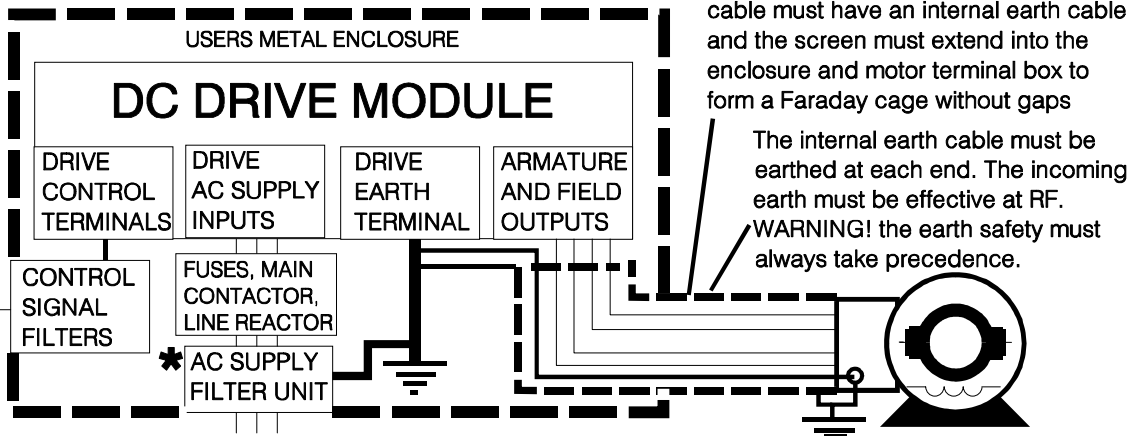 cable must have an internal earth cable
and the screen must extend into the
enclosure and motor terminal box to
form a Faraday cage without gaps
The internal earth cable must be
earthed at each end. The incoming
earth must be effective at RF.
WARNING! the earth safety must
always take precedence.
USERS METAL ENCLOSURE
DC DRIVE MODULE
DRIVE
CONTROL
TERMINALS
DRIVE
AC SUPPLY
INPUTS
DRIVE
EARTH
TERMINAL
ARMATURE
AND FIELD
OUTPUTS
CONTROL
SIGNAL
FILTERS
FUSES, MAIN
CONTACTOR,
LINE REACTOR
* AC SUPPLY
FILTER UNIT